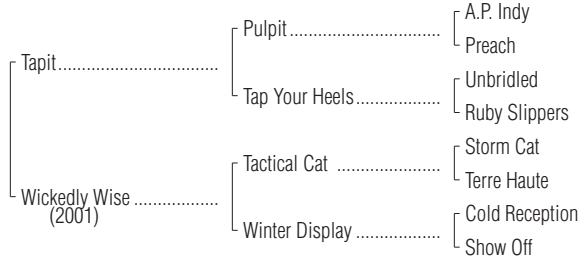 A.P. Indy
Pulpit
Preach
Tapit
Unbridled
Tap Your Heels
Ruby Slippers
Storm Cat
Tactical Cat
Terre Haute
Wickedly Wise
(2001)
Cold Reception
Winter Display
Show Off